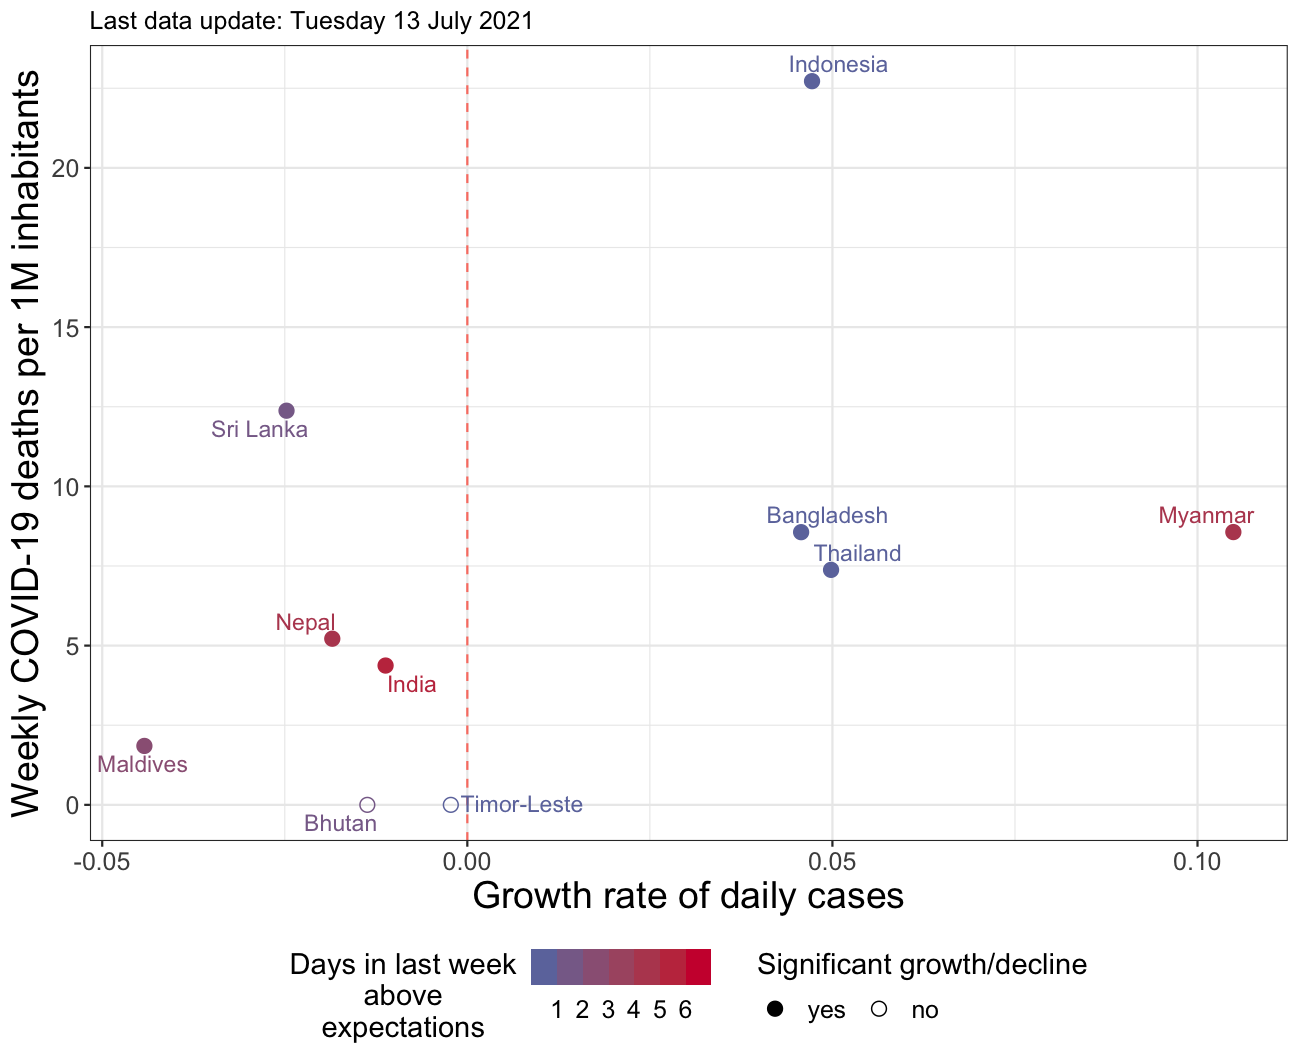 Last data update: Tuesday 13 July 2021
Weekly COVID-19 deaths per 1M inhabitants
20
15
10
5
0
Indonesia
Sri Lanka
Bangladesh
Myanmar
Thailand
Nepal
India
Maldives
Timor-Leste
Bhutan
-0.05 0.00 0.05 0.10
Growth rate of daily cases
Days in last week
above
expectations
1 2 3 4 5 6
Significant growth/decline
yes no